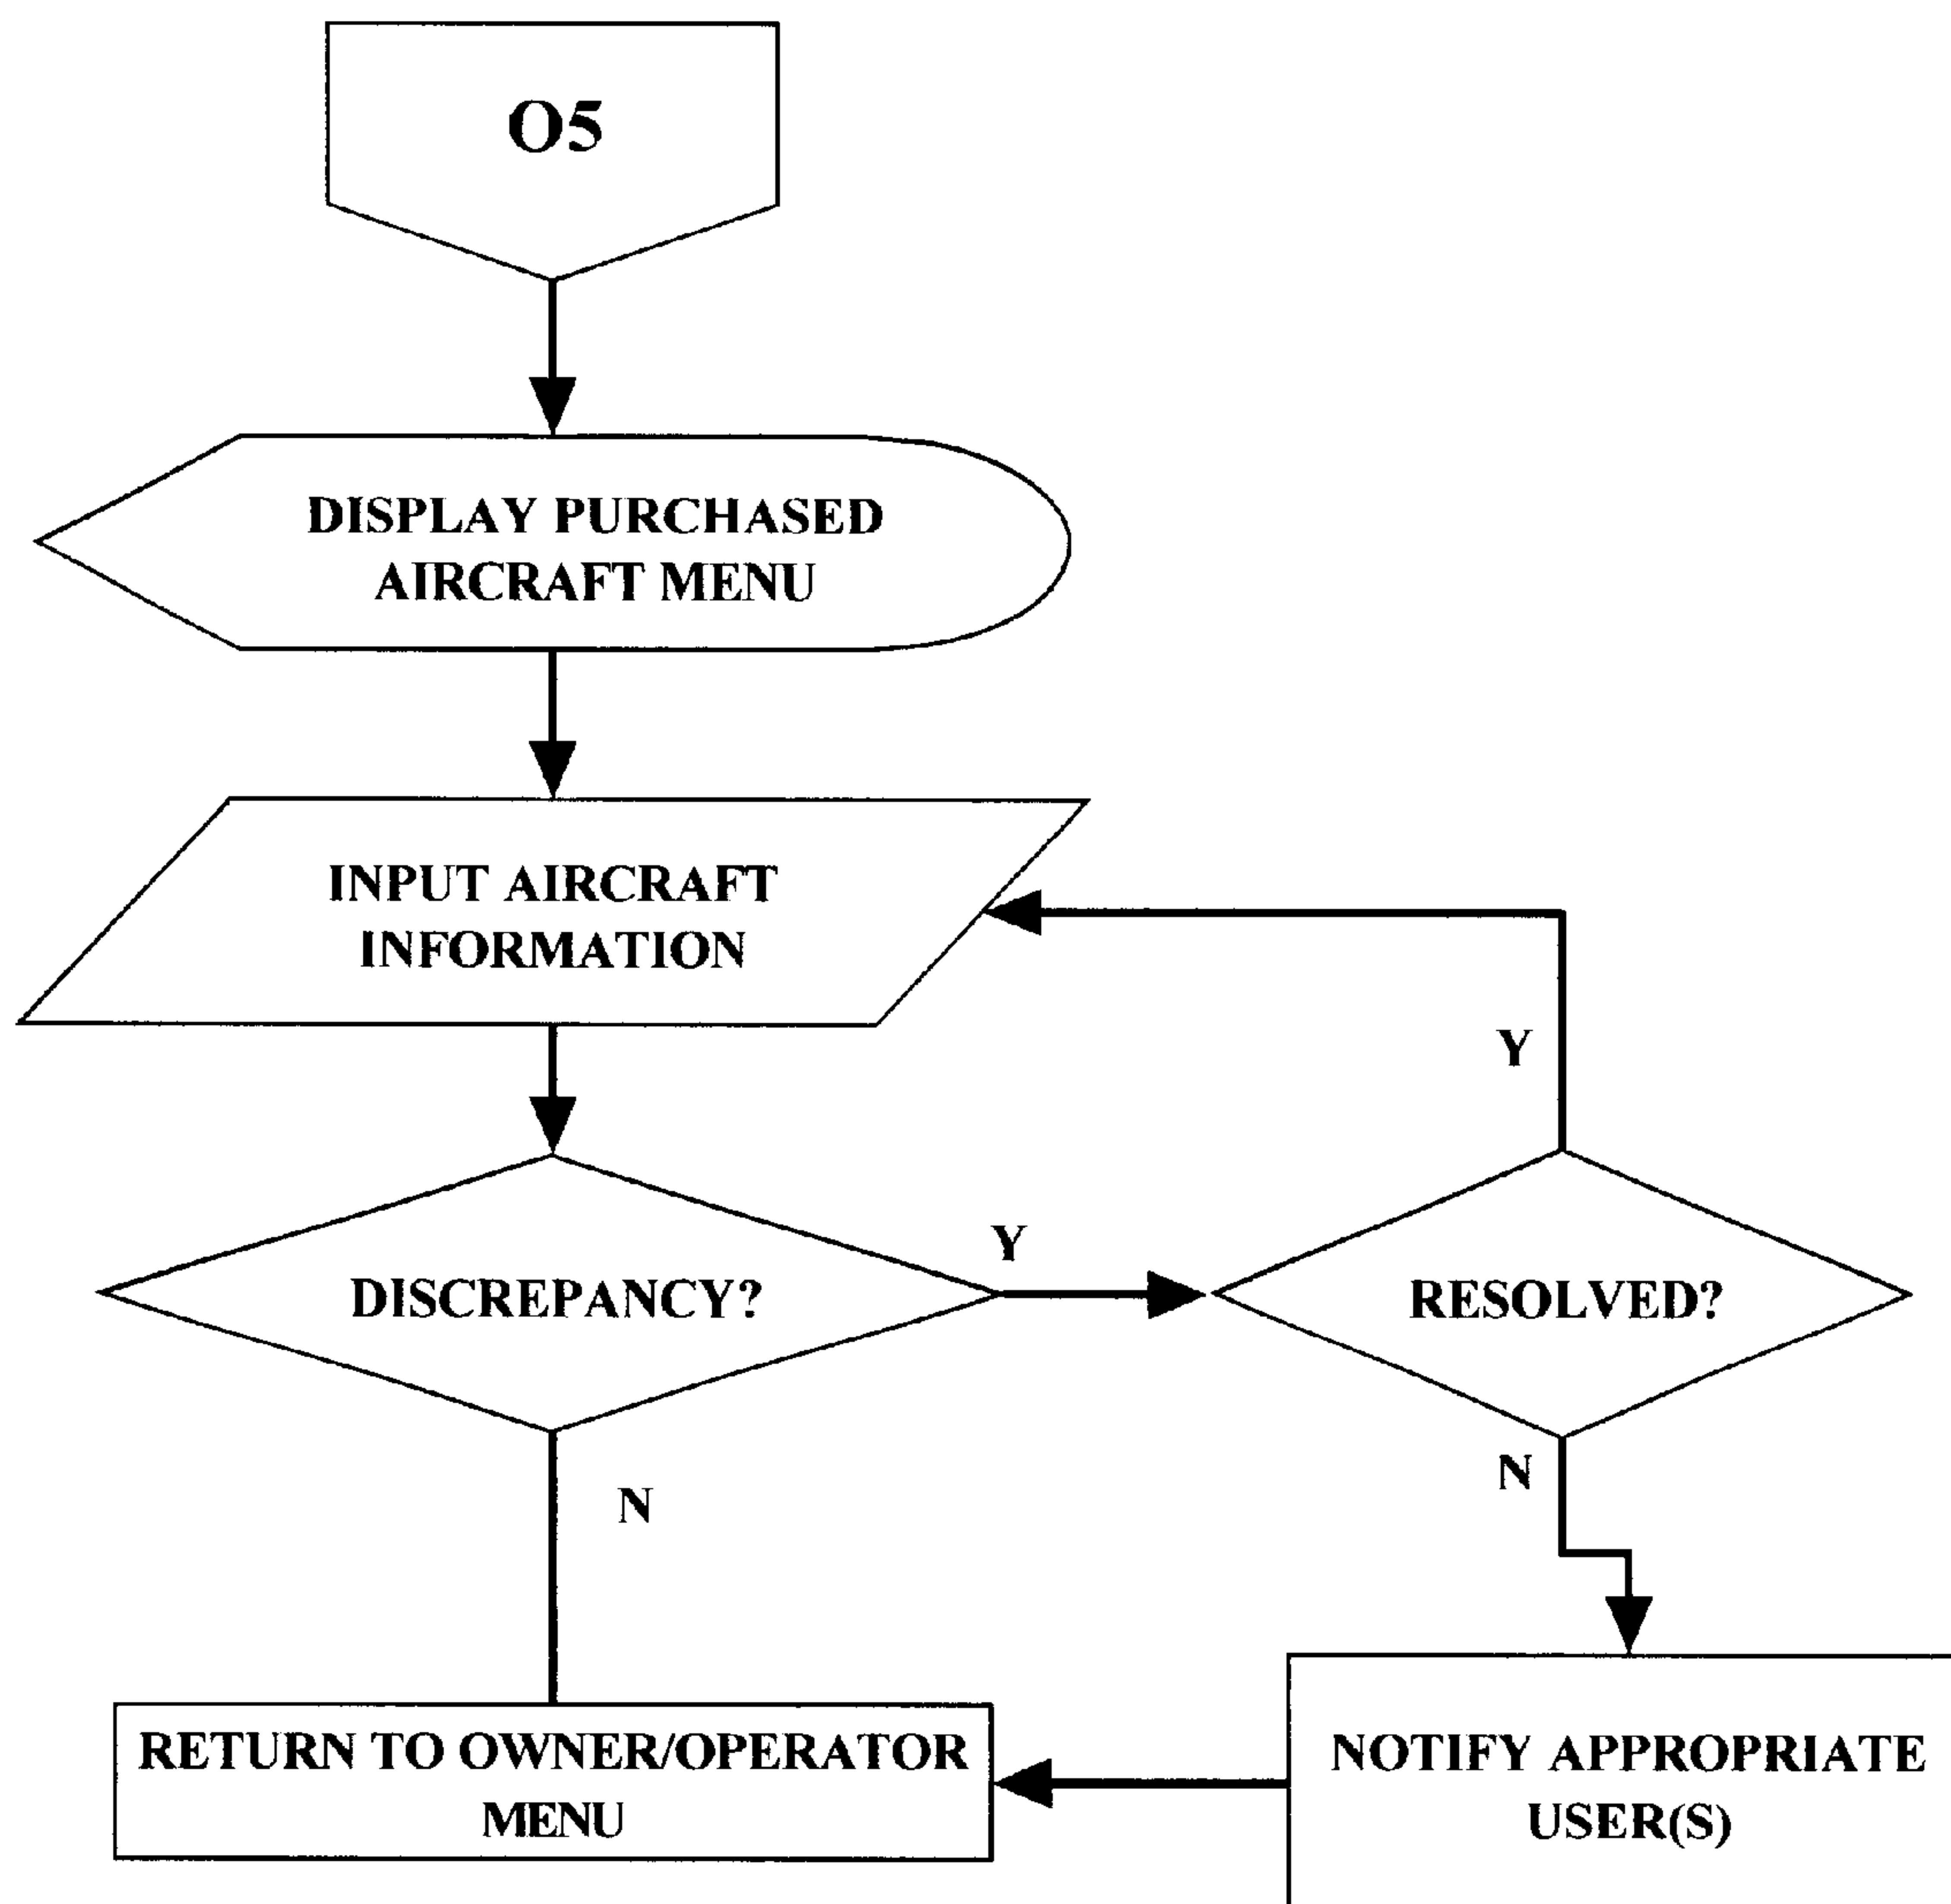 O5
DISPLAY PURCHASED
AIRCRAFT MENU
INPUT AIRCRAFT
INFORMATION
Y
DISCREPANCY?
Y
RESOLVED?
N
N
RETURN TO OWNER/OPERATOR
MENU
NOTIFY APPROPRIATE
USER(S)